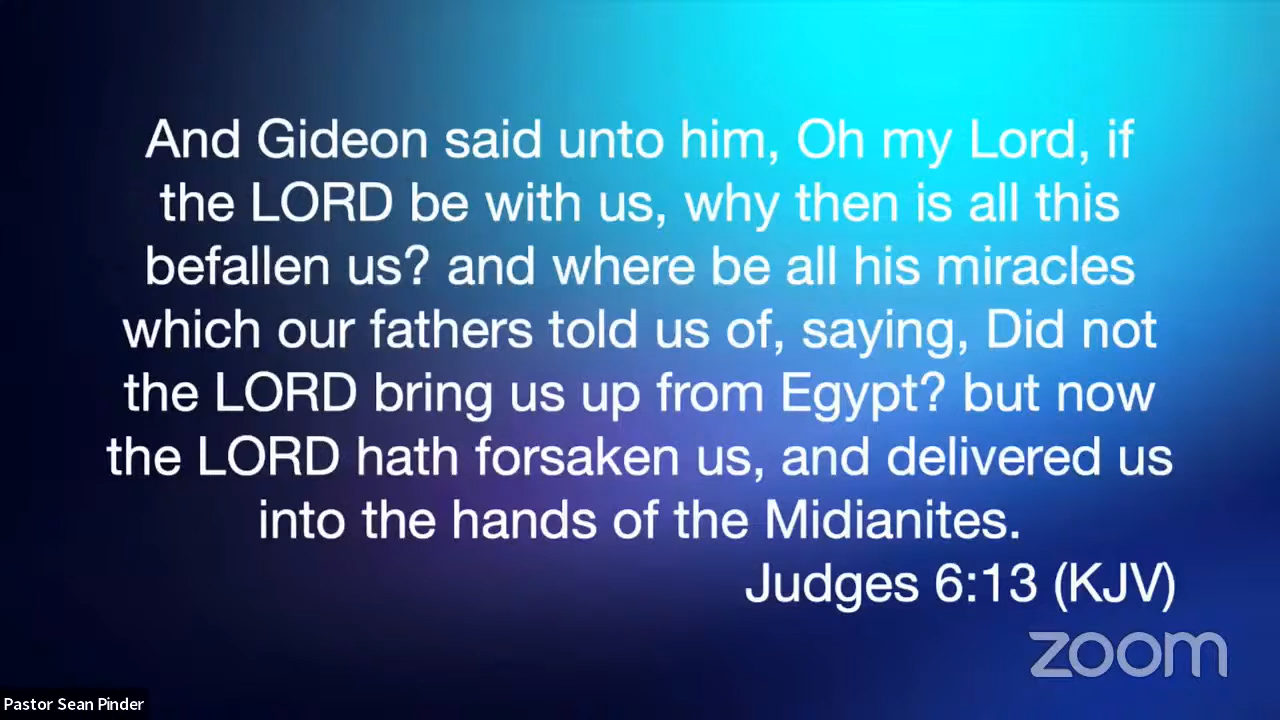 And Gideon said unto him, Oh my Lord, if
the LORD be with us, why then is all this
befallen us? and where be all his miracles
which our fathers told us of, saying, Did not
the LORD bring us up from Egypt? but now
the LORD hath forsaken us, and delivered us
into the hands of the Midianites.
Judges 6:13 (KJV)
zoom
Pastor Sean Pinder